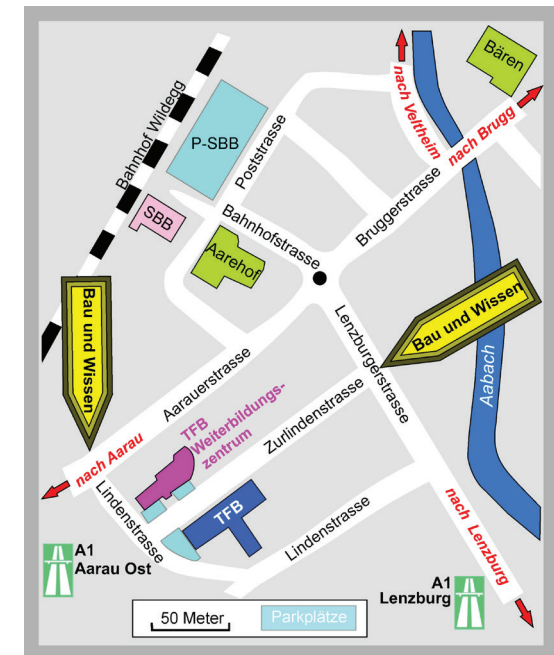 Bären
nach Veltheim
nach Brugg
Bahnhof Wildegg
P-SBB
Poststrasse
Bruggerstrasse
SBB
Bahnhofstrasse
Aarehof
Bau und Wissen
Bau und Wissen
Lenzburgerstrasse
Aabach
Aarauerstrasse
TFB
Weiterbildungs-
zentrum
Zurlindenstrasse
nach Aarau
Lindenstrasse
TFB
Lindenstrasse
nach Lenzburg
A1
Aarau Ost
A1
Lenzburg
50 Meter
Parkplätze